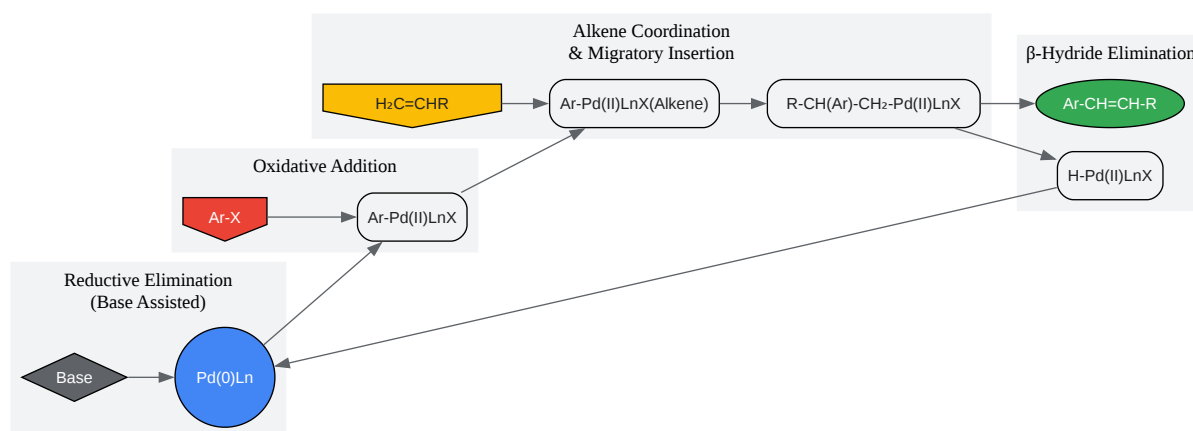 Alkene Coordination
& Migratory Insertion
H₂C=CHR
Ar-Pd(II)LnX(Alkene)
R-CH(Ar)-CH₂-Pd(II)LnX
β-Hydride Elimination
Ar-CH=CH-R
H-Pd(II)LnX
Oxidative Addition
Ar-X
Ar-Pd(II)LnX
Reductive Elimination
(Base Assisted)
Base
Pd(0)Ln